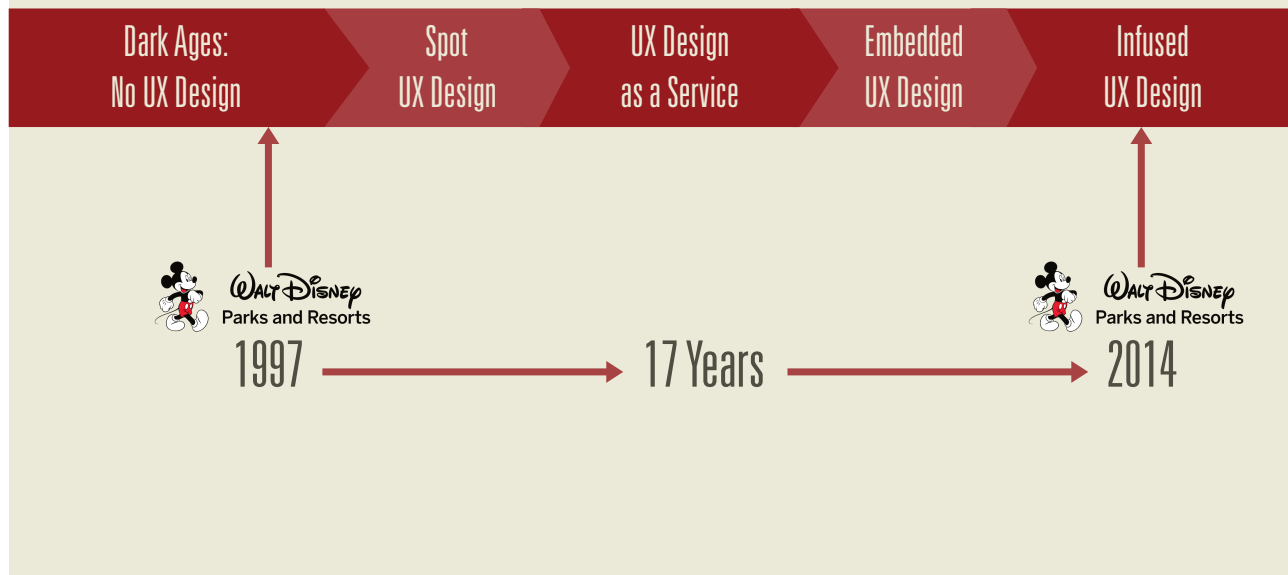 Dark Ages:
No UX Design
Spot
UX Design
UX Design
as a Service
Embedded
UX Design
Infused
UX Design
WALT DISNEY
Parks and Resorts
1997
17 Years
WALT DISNEY
Parks and Resorts
2014